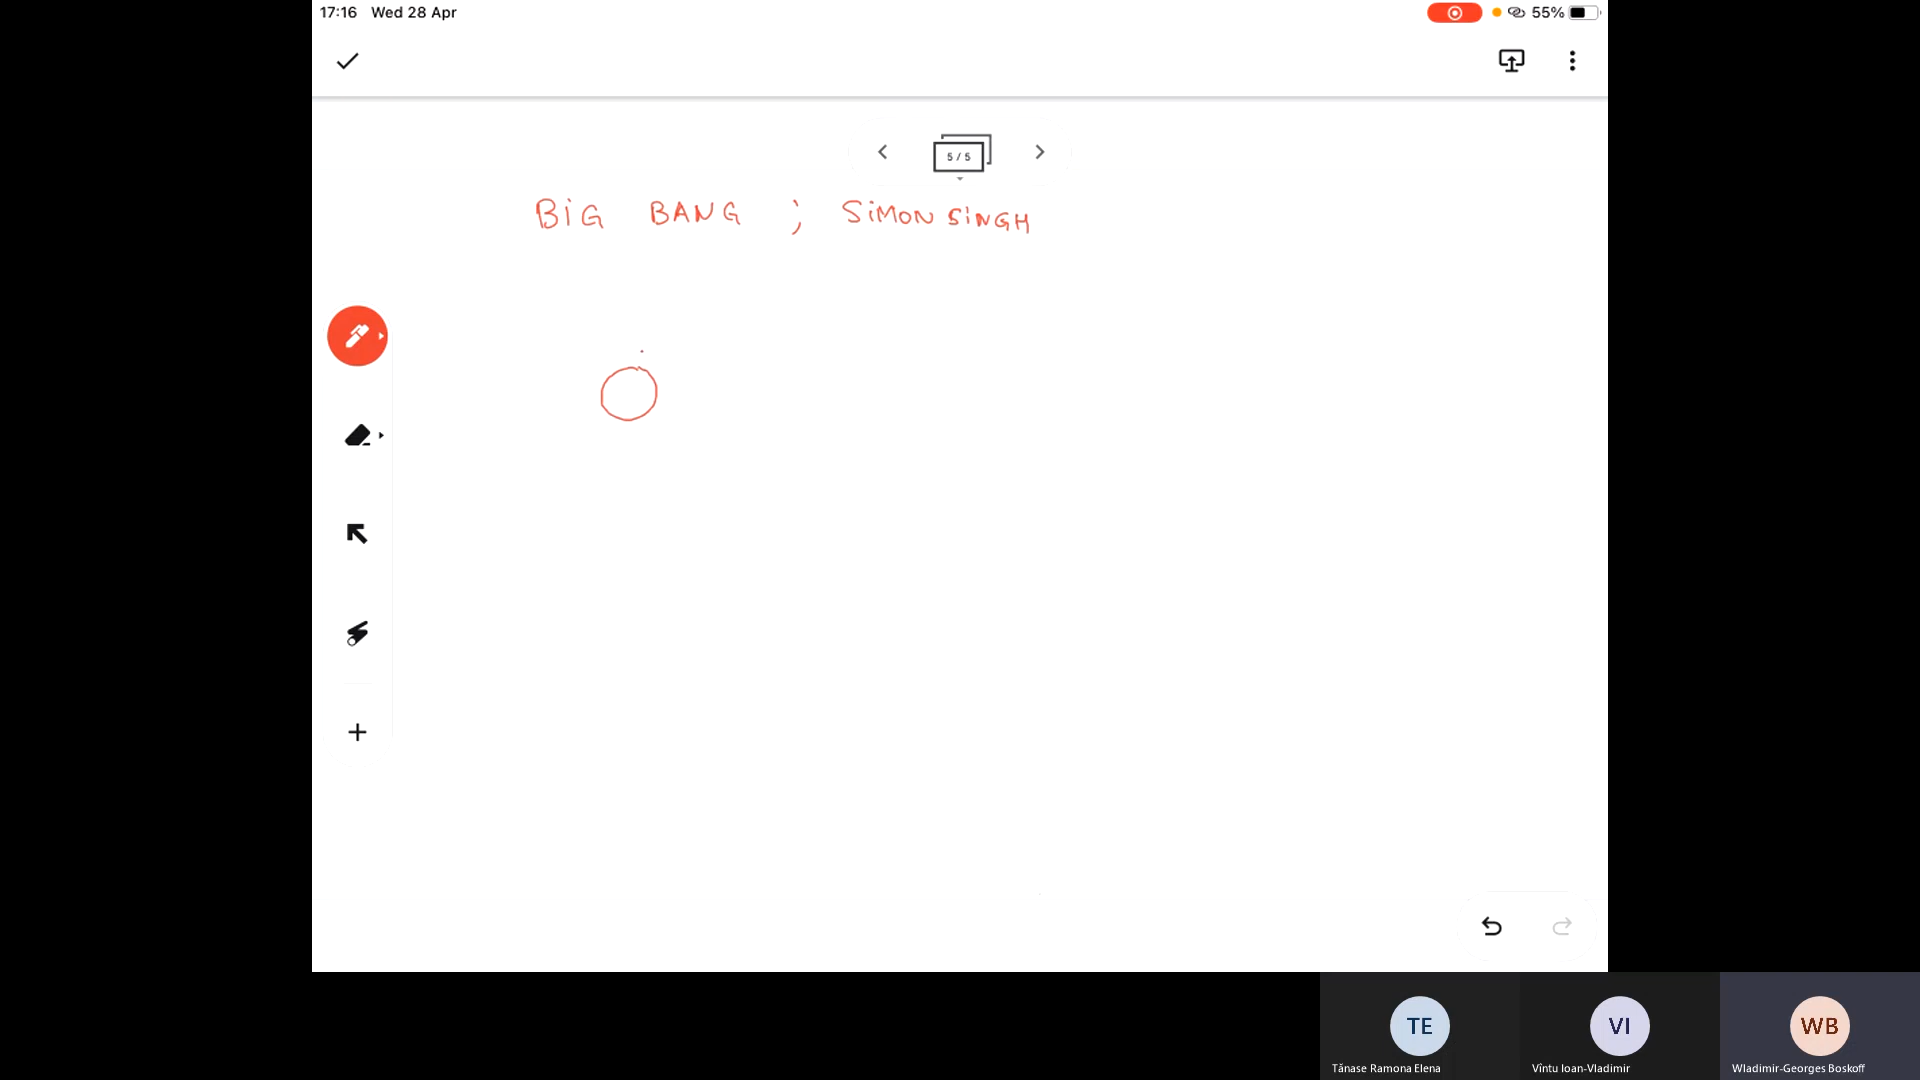 17:16 Wed 28 Apr
55%
5 / 5
BiG BANG ; SiMON SiNGH
TE
VI
WB
Tănase Ramona Elena
Vîntu Ioan-Vladimir
Wladimir-Georges Boskoff